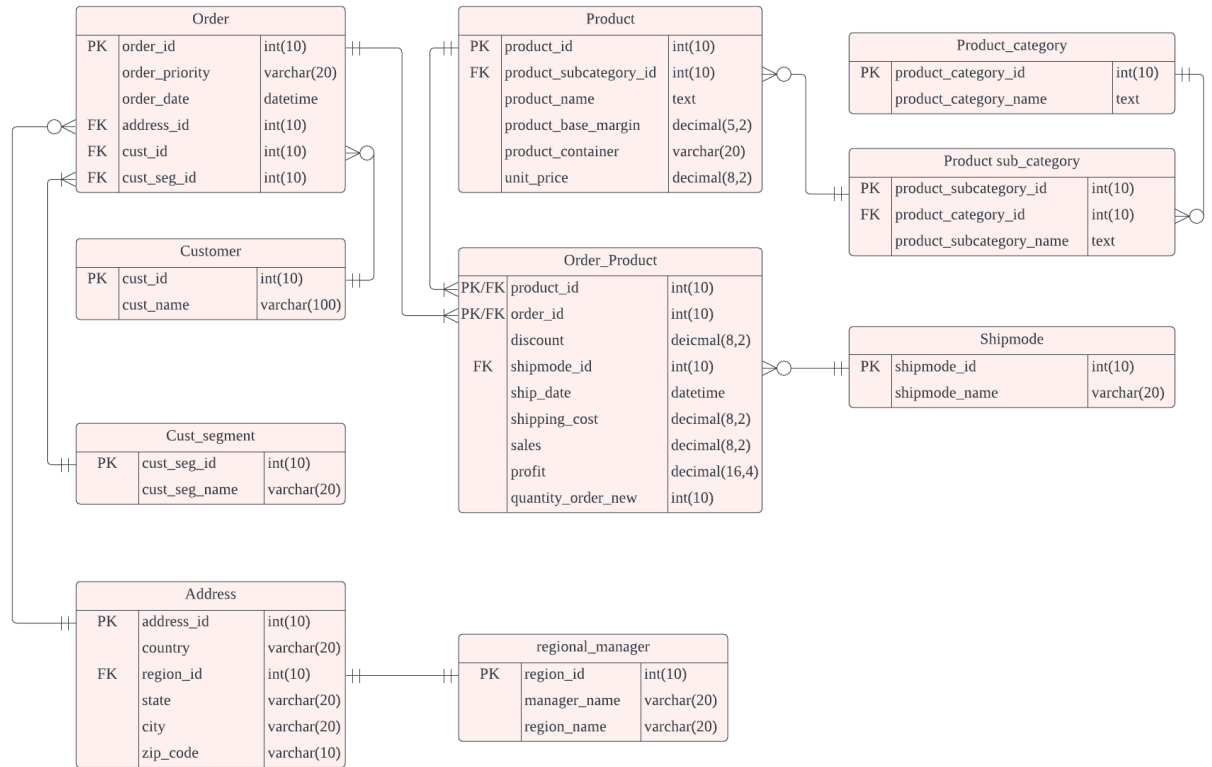 Order
PK order_id int(10)
order_priority varchar(20)
order_date datetime
FK address_id int(10)
FK cust_id int(10)
FK cust_seg_id int(10)
Customer
PK cust_id int(10)
cust_name varchar(100)
Cust_segment
PK cust_seg_id int(10)
cust_seg_name varchar(20)
Address
PK address_id int(10)
country varchar(20)
FK region_id int(10)
state varchar(20)
city varchar(20)
zip_code varchar(10)
Product
PK product_id int(10)
FK product_subcategory_id int(10)
product_name text
product_base_margin decimal(5,2)
product_container varchar(20)
unit_price decimal(8,2)
Order_Product
PK/FK product_id int(10)
PK/FK order_id int(10)
discount deicmal(8,2)
FK shipmode_id int(10)
ship_date datetime
shipping_cost decimal(8,2)
sales decimal(8,2)
profit decimal(16,4)
quantity_order_new int(10)
regional_manager
PK region_id int(10)
manager_name varchar(20)
region_name varchar(20)
Product_category
PK product_category_id int(10)
product_category_name text
Product sub_category
PK product_subcategory_id int(10)
FK product_category_id int(10)
product_subcategory_name text
Shipmode
PK shipmode_id int(10)
shipmode_name varchar(20)